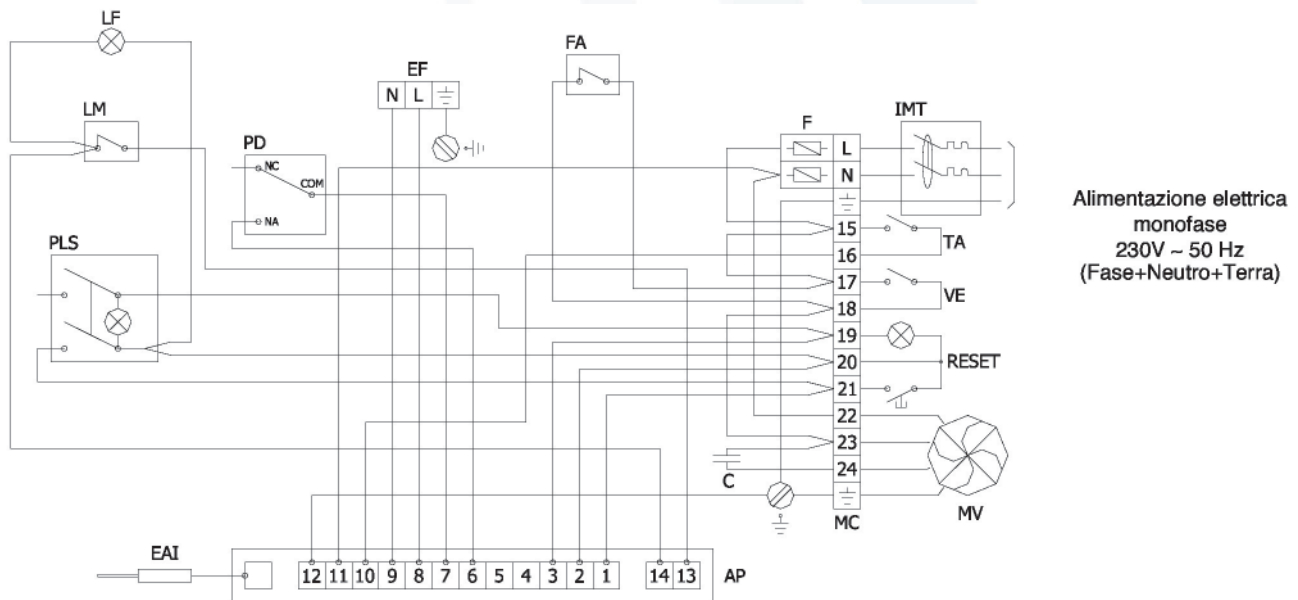 LF
FA
EF
N L
LM
PD
NC
COM
NA
PLS
F
IMT
L
N
15
16
17
18
19
20
21
22
23
24
TA
VE
RESET
C
MC
MV
Alimentazione elettrica
monofase
230V ~ 50 Hz
(Fase+Neutro+Terra)
EAI
12 11 10 9 8 7 6 5 4 3 2 1 14 13
AP